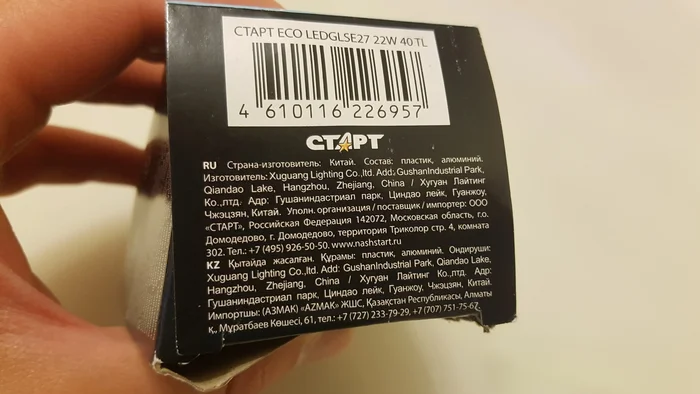 СТАРТ ECO LEDGLSE27 22W 40 TL
4 610116 226957
СТАРТ
RU Страна-изготовитель: Китай. Состав: пластик, алюминий.
Изготовитель: Xuguang Lighting Co.,ltd. Add: GushanIndustrial Park,
Qiandao Lake, Hangzhou, Zhejiang, China / Хугуан Лайтинг
Ко.,лтд. Адр: Гушаниндастриал парк, Циндао лейк, Гуанжоу,
Чжэцзян, Китай. Уполн. организация / поставщик / импортер: ООО
«СТАРТ», Российская Федерация 142072, Московская область, г.о.
Домодедово, г. Домодедово, территория Триколор стр. 4, комната
302. Тел.: +7 (495) 926-50-50. www.nashstart.ru
KZ Қытайда жасалған. Құрамы: пластик, алюминий. Өндіруши:
Xuguang Lighting Co.,ltd. Add: GushanIndustrial Park, Qiandao Lake,
Hangzhou, Zhejiang, China / Хугуан Лайтинг Ко.,лтд. Адр:
Гушаниндастриал парк, Циндао лейк, Гуанжоу, Чжэцзян, Китай.
Импортшы: (АЗМАК) «AZMAK» ЖШС, Қазақстан Республикасы, Алматы
қ., Мұратбаев Көшесі, 61, тел.: +7 (727) 233-79-29, +7 (707) 751-75-67